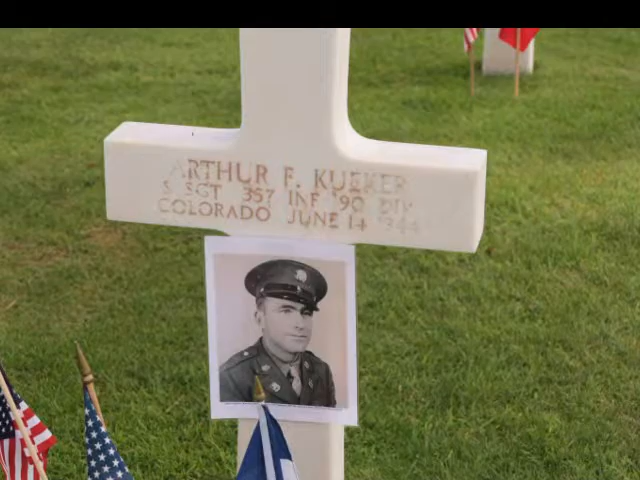 ARTHUR F. KUEKER
S SGT 357 INF 90 DIV
COLORADO JUNE 14 1944